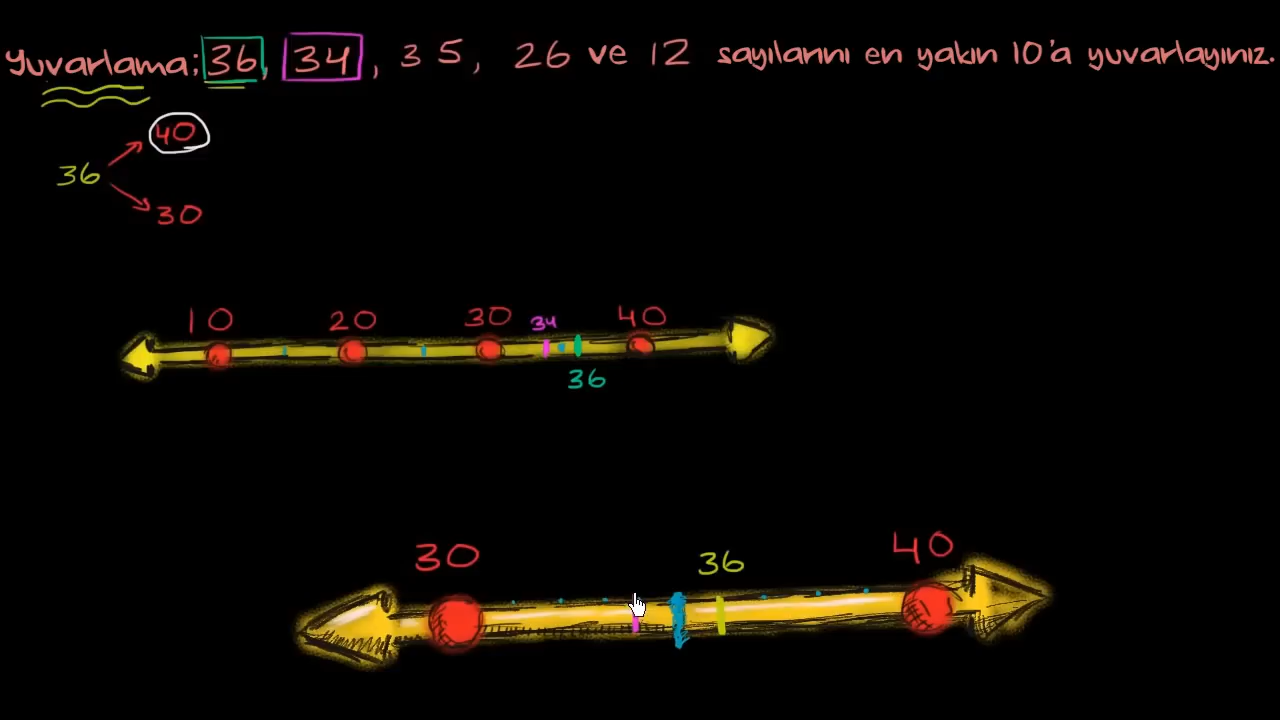 Yuvarlama; 36, 34, 35, 26 ve 12 sayılarını en yakın 10'a yuvarlayınız.
40
36
30
10 20 30 34 40
36
30 36 40